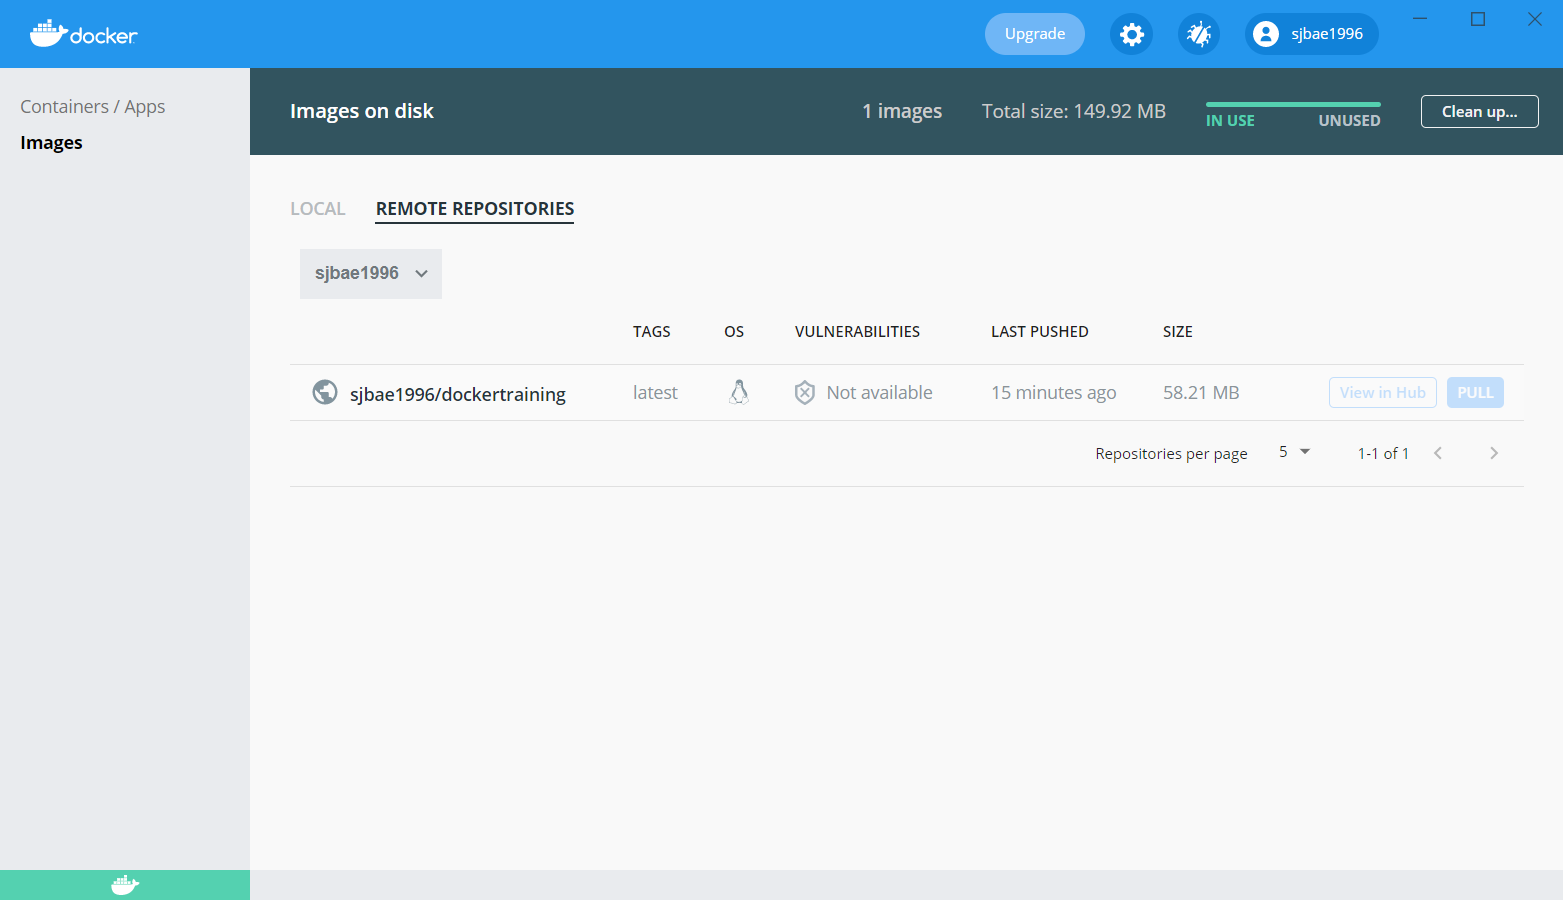 docker
Upgrade
sjbae1996
Containers / Apps
Images
Images on disk
1 images
Total size: 149.92 MB
IN USE
UNUSED
Clean up...
LOCAL
REMOTE REPOSITORIES
sjbae1996
TAGS
OS
VULNERABILITIES
LAST PUSHED
SIZE
sjbae1996/dockertraining
latest
Not available
15 minutes ago
58.21 MB
View in Hub
PULL
Repositories per page
5
1-1 of 1